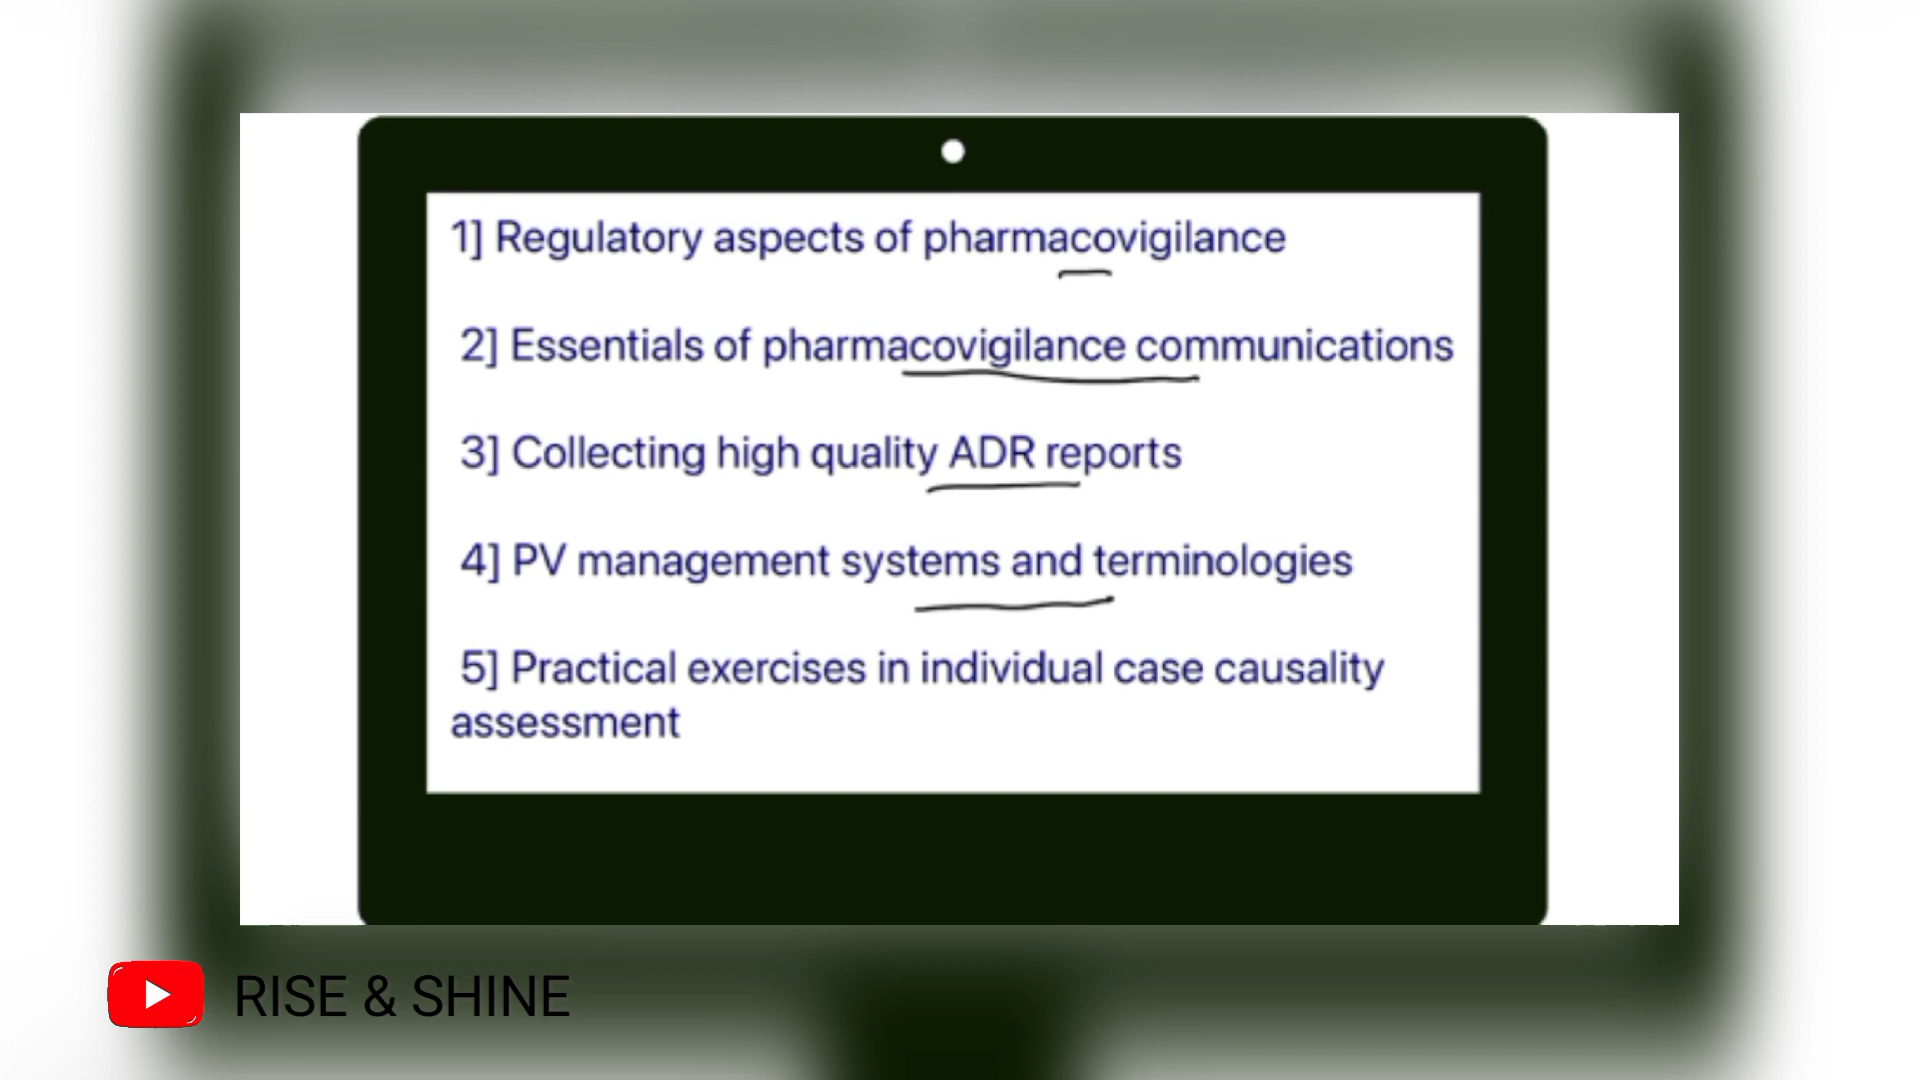 1] Regulatory aspects of pharmacovigilance
2] Essentials of pharmacovigilance communications
3] Collecting high quality ADR reports
4] PV management systems and terminologies
5] Practical exercises in individual case causality
assessment
RISE & SHINE